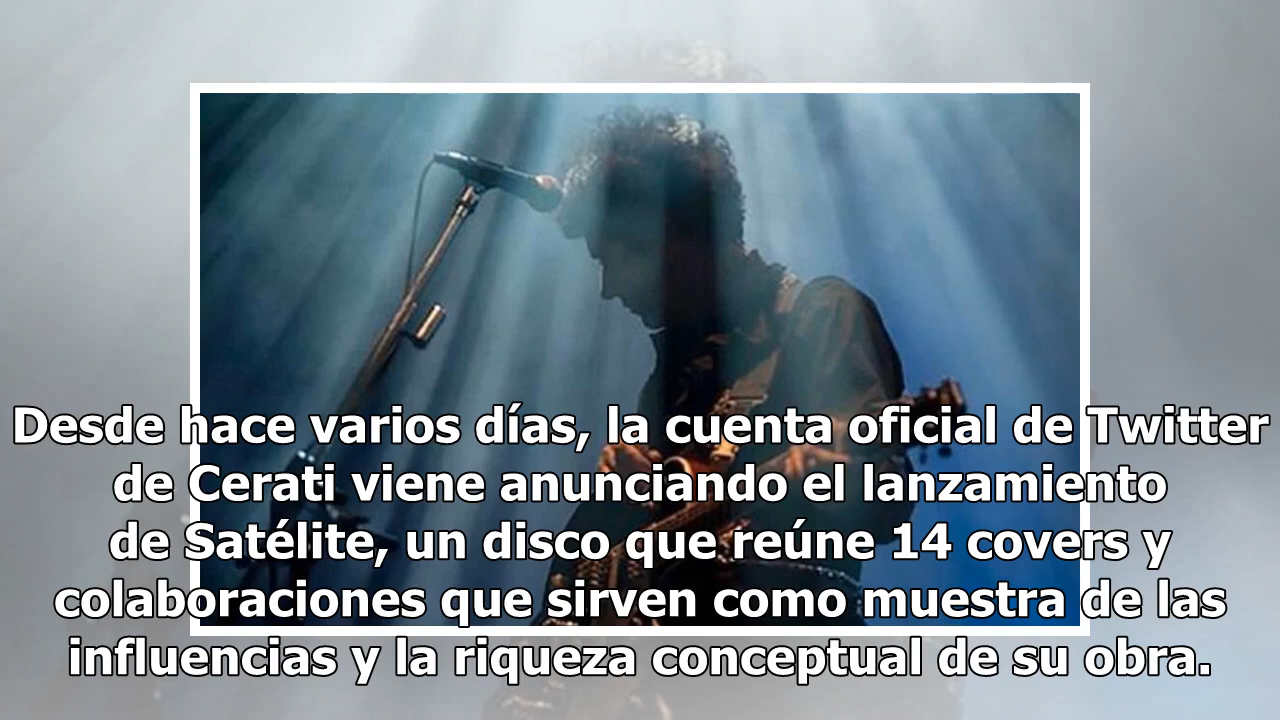 Desde hace varios días, la cuenta oficial de Twitter
de Cerati viene anunciando el lanzamiento
de Satélite, un disco que reúne 14 covers y
colaboraciones que sirven como muestra de las
influencias y la riqueza conceptual de su obra.